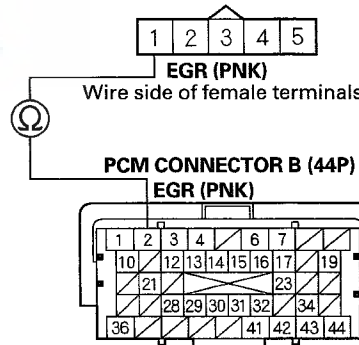 1 2 3 4 5
EGR (PNK)
Wire side of female terminals
Ω
PCM CONNECTOR B (44P)
EGR (PNK)
1 2 3 4 6 7
10 12 13 14 15 16 17 19
21 23
28 29 30 31 32 34
36 41 42 43 44